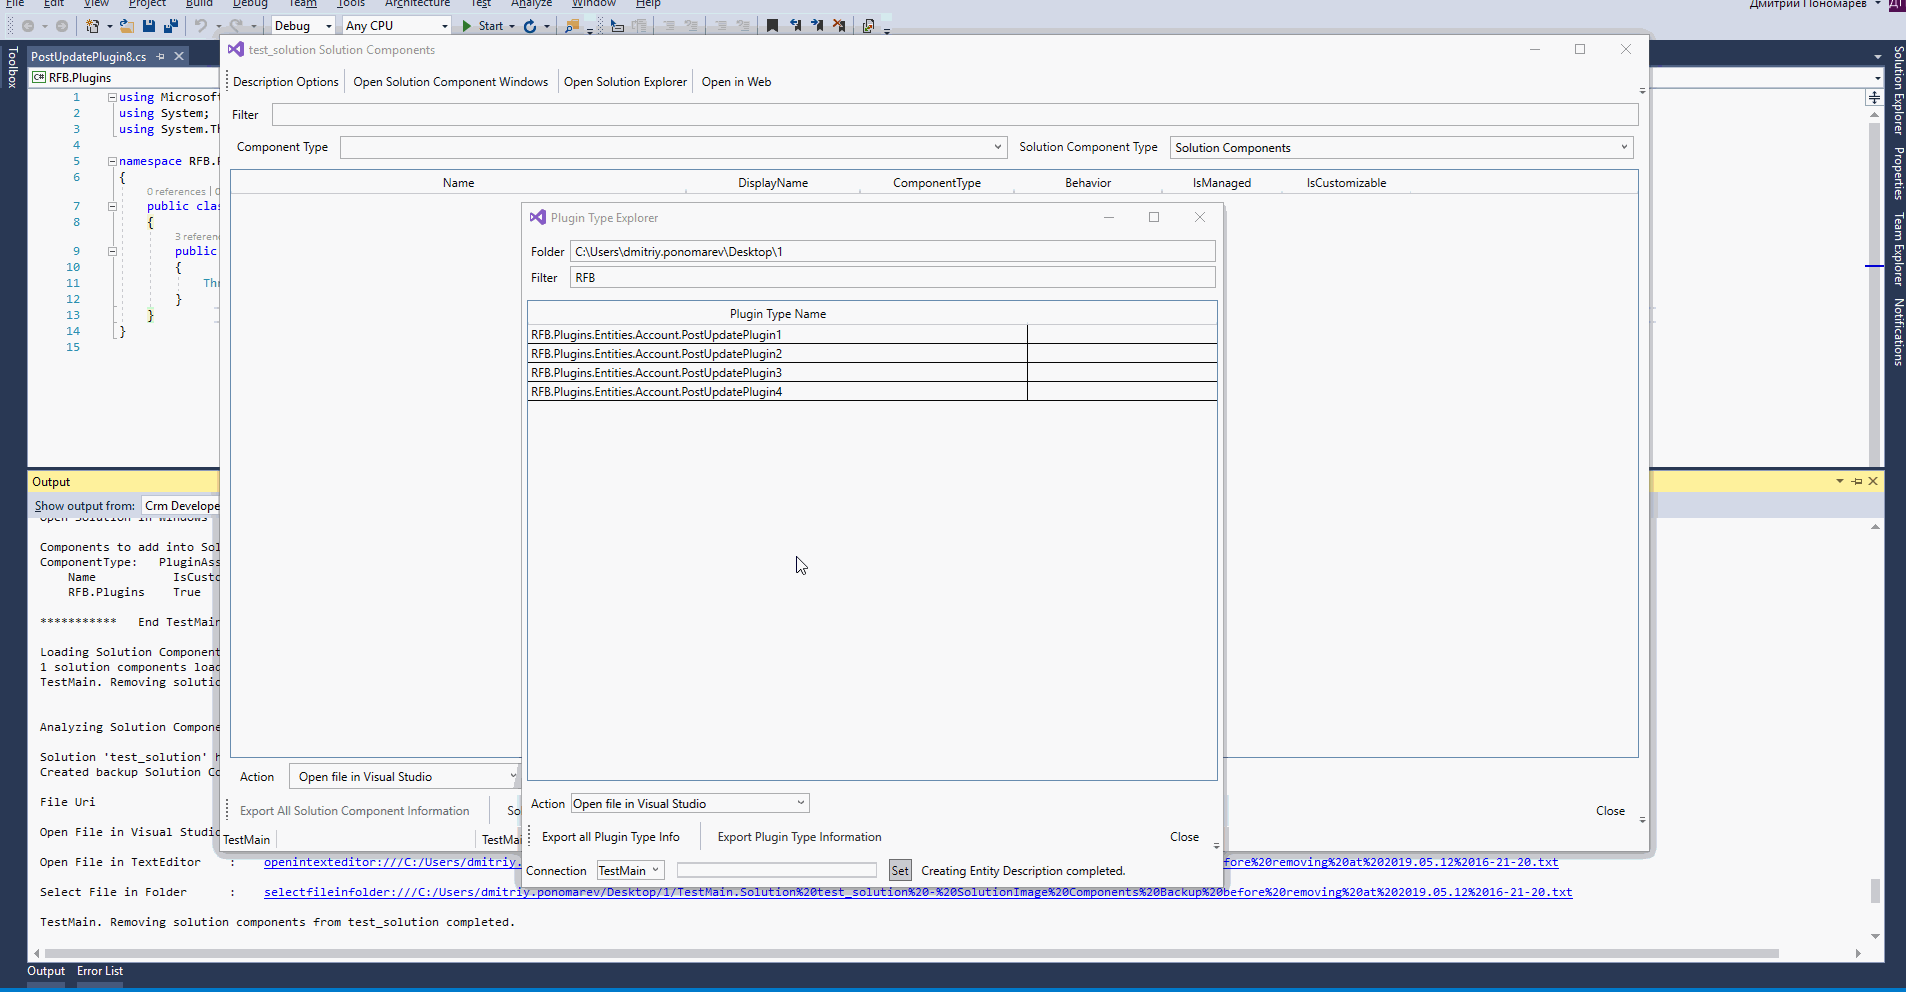 File Edit View Project Build Debug Team Tools Architecture Test Analyze Window Help
Дмитрий Пономарев ДП
Debug Any CPU Start
Toolbox
PostUpdatePlugin8.cs
RFB.Plugins
1 using Microsoft
2 using System;
3 using System.Th
4
5 namespace RFB.P
6 {
0 references | 0
7 public clas
8 {
3 referen
9 public
10 {
11 Thr
12 }
13 }
14 }
15
test_solution Solution Components
Description Options Open Solution Component Windows Open Solution Explorer Open in Web
Filter
Component Type Solution Component Type Solution Components
Name DisplayName ComponentType Behavior IsManaged IsCustomizable
Plugin Type Explorer
Folder C:\Users\dmitriy.ponomarev\Desktop\1
Filter RFB
Plugin Type Name
RFB.Plugins.Entities.Account.PostUpdatePlugin1
RFB.Plugins.Entities.Account.PostUpdatePlugin2
RFB.Plugins.Entities.Account.PostUpdatePlugin3
RFB.Plugins.Entities.Account.PostUpdatePlugin4
Action Open file in Visual Studio
Export all Plugin Type Info Export Plugin Type Information Close
Connection TestMain Set Creating Entity Description completed.
Action Open file in Visual Studio
Export All Solution Component Information So Close
TestMain TestMai
Solution Explorer
Properties
Team Explorer
Notifications
Output
Show output from: Crm Develope
Open Solution in Windows
Components to add into Sol
ComponentType: PluginAss
Name IsCusto
RFB.Plugins True
*********** End TestMain
Loading Solution Component
1 solution components load
TestMain. Removing solutio
Analyzing Solution Compone
Solution 'test_solution' h
Created backup Solution Co
File Uri
Open File in Visual Studio
Open File in TextEditor : openintexteditor:///C:/Users/dmitriy. efore%20removing%20at%202019.05.12%2016-21-20.txt
Select File in Folder : selectfileinfolder:///C:/Users/dmitriy.ponomarev/Desktop/1/TestMain.Solution%20test_solution%20-%20SolutionImage%20Components%20Backup%20before%20removing%20at%202019.05.12%2016-21-20.txt
TestMain. Removing solution components from test_solution completed.
Output Error List